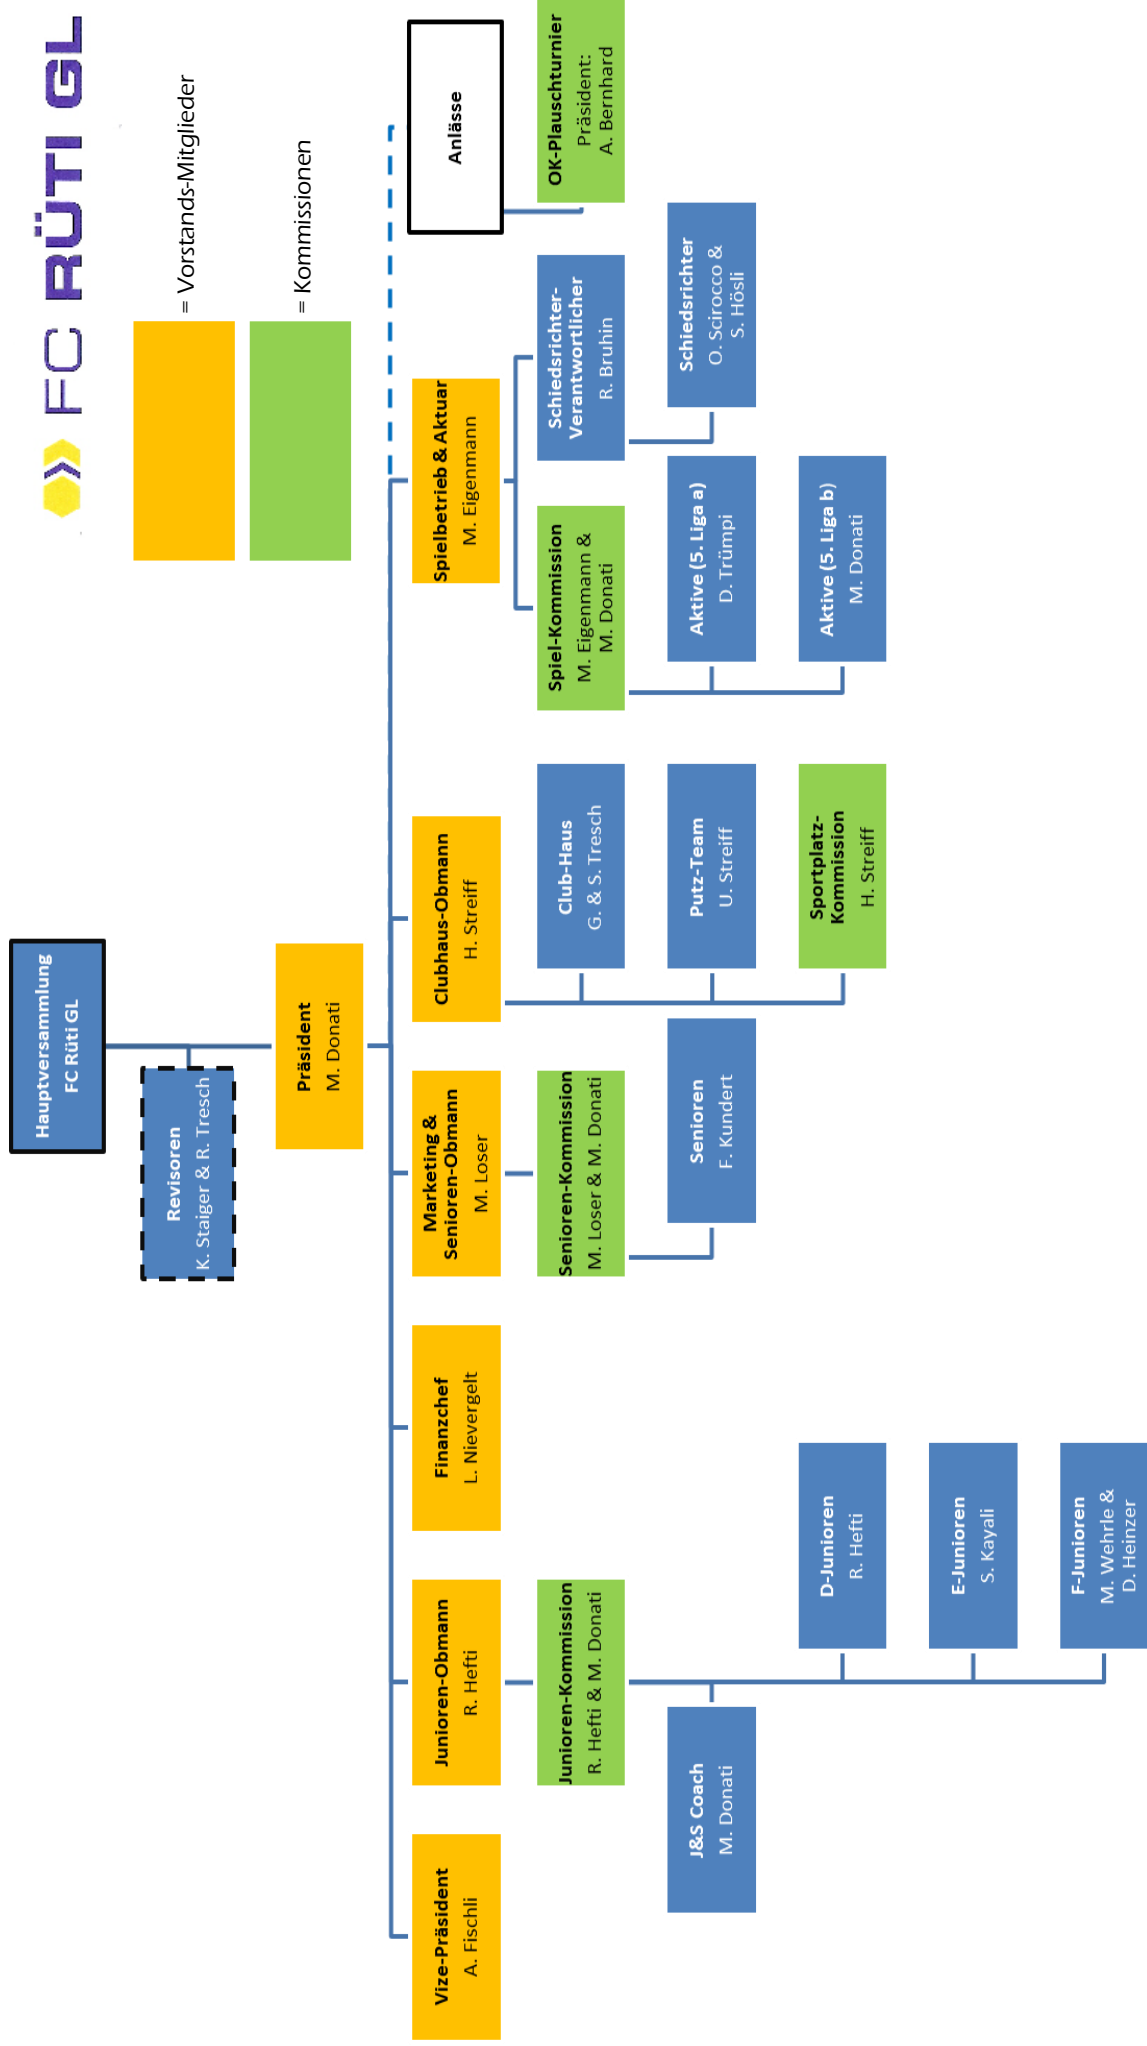 FC RÜTI GL
= Vorstands-Mitglieder
= Kommissionen
Hauptversammlung
FC Rüti GL
Revisoren
K. Staiger & R. Tresch
Präsident
M. Donati
Vize-Präsident
A. Fischli
Junioren-Obmann
R. Hefti
Finanzchef
L. Nievergelt
Marketing &
Senioren-Obmann
M. Loser
Clubhaus-Obmann
H. Streiff
Spielbetrieb & Aktuar
M. Eigenmann
Anlässe
Junioren-Kommission
R. Hefti & M. Donati
Senioren-Kommission
M. Loser & M. Donati
Club-Haus
G. & S. Tresch
Spiel-Kommission
M. Eigenmann &
M. Donati
Schiedsrichter-
Verantwortlicher
R. Bruhin
OK-Plauschturnier
Präsident:
A. Bernhard
J&S Coach
M. Donati
Senioren
F. Kundert
Putz-Team
U. Streiff
Aktive (5. Liga a)
D. Trümpi
Schiedsrichter
O. Scirocco &
S. Hösli
D-Junioren
R. Hefti
Sportplatz-
Kommission
H. Streiff
Aktive (5. Liga b)
M. Donati
E-Junioren
S. Kayali
F-Junioren
M. Wehrle &
D. Heinzer